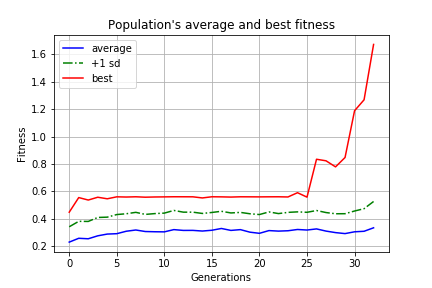 Population's average and best fitness
average
+1 sd
best
Fitness
1.6
1.4
1.2
1.0
0.8
0.6
0.4
0.2
0 5 10 15 20 25 30
Generations